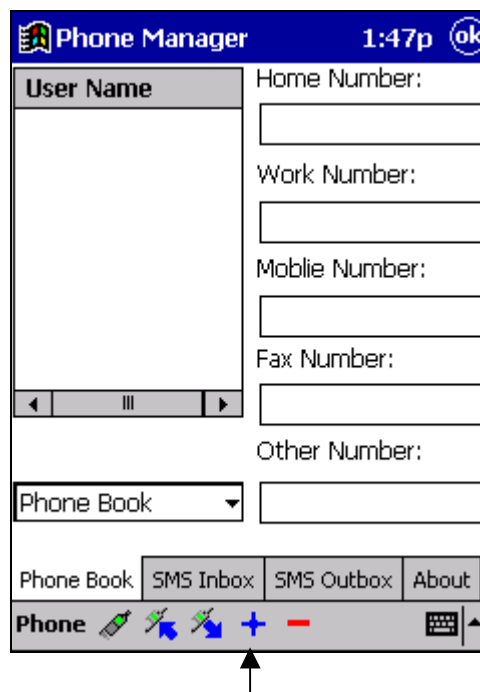 Phone Manager 1:47p ok
User Name
Home Number:
Work Number:
Moblie Number:
Fax Number:
Other Number:
Phone Book
Phone Book SMS Inbox SMS Outbox About
Phone